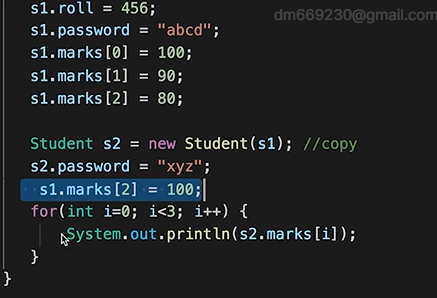 dm669230@gmail.com
s1.roll = 456;
s1.password = "abcd";
s1.marks[0] = 100;
s1.marks[1] = 90;
s1.marks[2] = 80;
Student s2 = new Student(s1); //copy
s2.password = "xyz";
s1.marks[2] = 100;
for(int i=0; i<3; i++) {
System.out.println(s2.marks[i]);
}
}